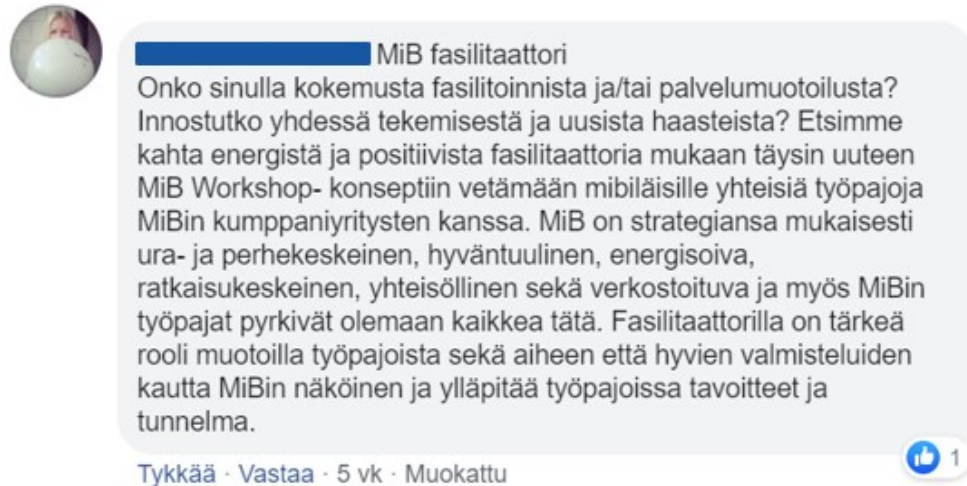 MiB fasilitaattori
Onko sinulla kokemusta fasilitoinnista ja/tai palvelumuotoilusta?
Innostutko yhdessä tekemisestä ja uusista haasteista? Etsimme
kahta energistä ja positiivista fasilitaattoria mukaan täysin uuteen
MiB Workshop- konseptiin vetämään mibiläisille yhteisiä työpajoja
MiBin kumppaniyritysten kanssa. MiB on strategiansa mukaisesti
ura- ja perhekeskeinen, hyväntuulinen, energisoiva,
ratkaisukeskeinen, yhteisöllinen sekä verkostoituva ja myös MiBin
työpajat pyrkivät olemaan kaikkea tätä. Fasilitaattorilla on tärkeä
rooli muotoilla työpajoista sekä aiheen että hyvien valmisteluiden
kautta MiBin näköinen ja ylläpitää työpajoissa tavoitteet ja
tunnelma.
Tykkää · Vastaa · 5 vk · Muokattu
1